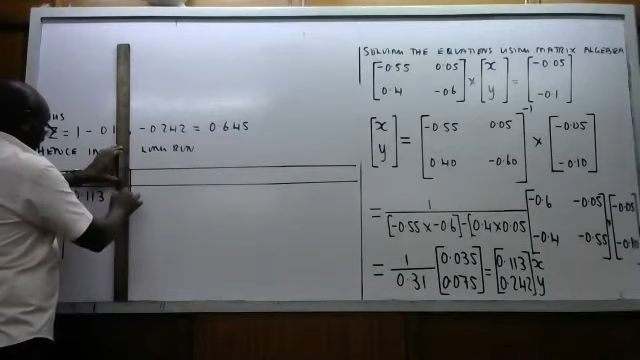 Z = 1 - 0.1 - 0.242 = 0.645
HENCE IN LONG RUN
.113
SOLVING THE EQUATIONS USING MATRIX ALGEBRA
[-0.55 0.05] × [x] = [-0.05]
[0.4 -0.6] [y] [-0.1]
[x] = [-0.55 0.05]⁻¹ × [-0.05]
[y] [0.40 -0.60] [-0.10]
= 1 [-0.6 -0.05] [-0.05]
[-0.55 x -0.6] - [0.4 x 0.05] [-0.4 -0.55] [-0.10]
= 1 [0.035] = [0.113] x
0.31 [0.075] [0.242] y